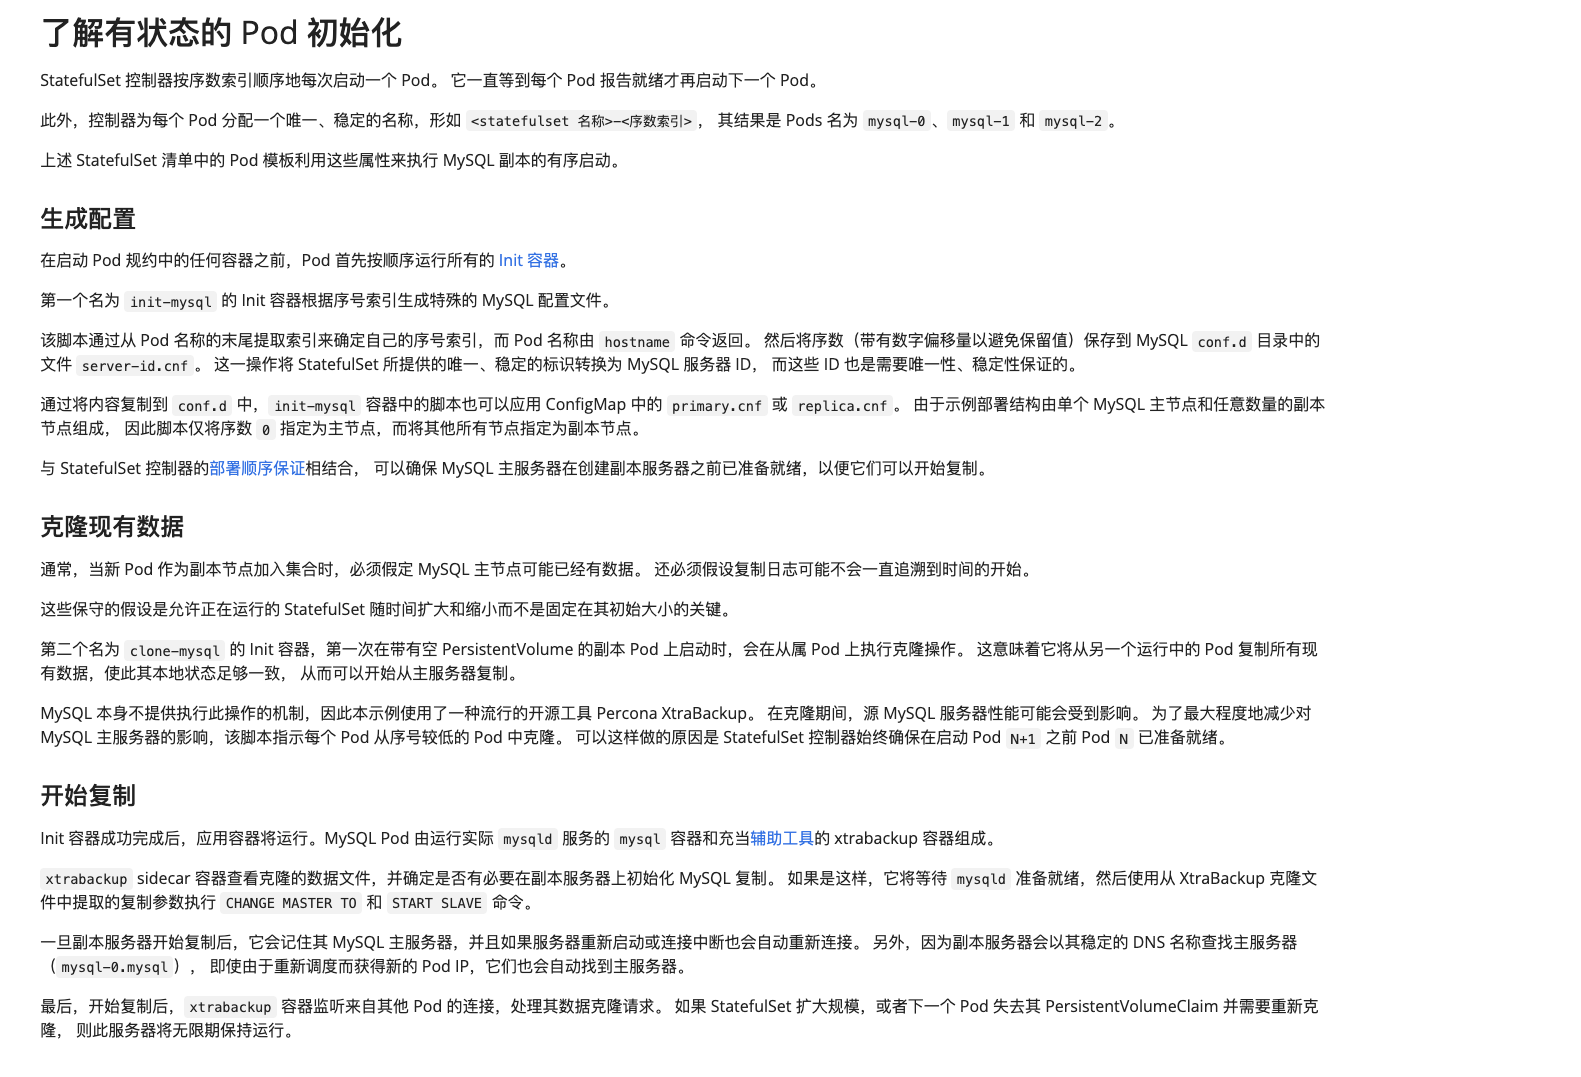 了解有状态的 Pod 初始化
StatefulSet 控制器按序数索引顺序地每次启动一个 Pod。 它一直等到每个 Pod 报告就绪才再启动下一个 Pod。
此外，控制器为每个 Pod 分配一个唯一、稳定的名称，形如 <statefulset 名称>-<序数索引>， 其结果是 Pods 名为 mysql-0、mysql-1 和 mysql-2。
上述 StatefulSet 清单中的 Pod 模板利用这些属性来执行 MySQL 副本的有序启动。
生成配置
在启动 Pod 规约中的任何容器之前，Pod 首先按顺序运行所有的 Init 容器。
第一个名为 init-mysql 的 Init 容器根据序号索引生成特殊的 MySQL 配置文件。
该脚本通过从 Pod 名称的末尾提取索引来确定自己的序号索引，而 Pod 名称由 hostname 命令返回。 然后将序数（带有数字偏移量以避免保留值）保存到 MySQL conf.d 目录中的
文件 server-id.cnf。 这一操作将 StatefulSet 所提供的唯一、稳定的标识转换为 MySQL 服务器 ID， 而这些 ID 也是需要唯一性、稳定性保证的。
通过将内容复制到 conf.d 中，init-mysql 容器中的脚本也可以应用 ConfigMap 中的 primary.cnf 或 replica.cnf。 由于示例部署结构由单个 MySQL 主节点和任意数量的副本
节点组成， 因此脚本仅将序数 0 指定为主节点，而将其他所有节点指定为副本节点。
与 StatefulSet 控制器的部署顺序保证相结合， 可以确保 MySQL 主服务器在创建副本服务器之前已准备就绪，以便它们可以开始复制。
克隆现有数据
通常，当新 Pod 作为副本节点加入集合时，必须假定 MySQL 主节点可能已经有数据。 还必须假设复制日志可能不会一直追溯到时间的开始。
这些保守的假设是允许正在运行的 StatefulSet 随时间扩大和缩小而不是固定在其初始大小的关键。
第二个名为 clone-mysql 的 Init 容器，第一次在带有空 PersistentVolume 的副本 Pod 上启动时，会在从属 Pod 上执行克隆操作。 这意味着它将从另一个运行中的 Pod 复制所有现
有数据，使此其本地状态足够一致， 从而可以开始从主服务器复制。
MySQL 本身不提供执行此操作的机制，因此本示例使用了一种流行的开源工具 Percona XtraBackup。 在克隆期间，源 MySQL 服务器性能可能会受到影响。 为了最大程度地减少对
MySQL 主服务器的影响，该脚本指示每个 Pod 从序号较低的 Pod 中克隆。 可以这样做的原因是 StatefulSet 控制器始终确保在启动 Pod N+1 之前 Pod N 已准备就绪。
开始复制
Init 容器成功完成后，应用容器将运行。MySQL Pod 由运行实际 mysqld 服务的 mysql 容器和充当辅助工具的 xtrabackup 容器组成。
xtrabackup sidecar 容器查看克隆的数据文件，并确定是否有必要在副本服务器上初始化 MySQL 复制。 如果是这样，它将等待 mysqld 准备就绪，然后使用从 XtraBackup 克隆文
件中提取的复制参数执行 CHANGE MASTER TO 和 START SLAVE 命令。
一旦副本服务器开始复制后，它会记住其 MySQL 主服务器，并且如果服务器重新启动或连接中断也会自动重新连接。 另外，因为副本服务器会以其稳定的 DNS 名称查找主服务器
（mysql-0.mysql）， 即使由于重新调度而获得新的 Pod IP，它们也会自动找到主服务器。
最后，开始复制后，xtrabackup 容器监听来自其他 Pod 的连接，处理其数据克隆请求。 如果 StatefulSet 扩大规模，或者下一个 Pod 失去其 PersistentVolumeClaim 并需要重新克
隆， 则此服务器将无限期保持运行。